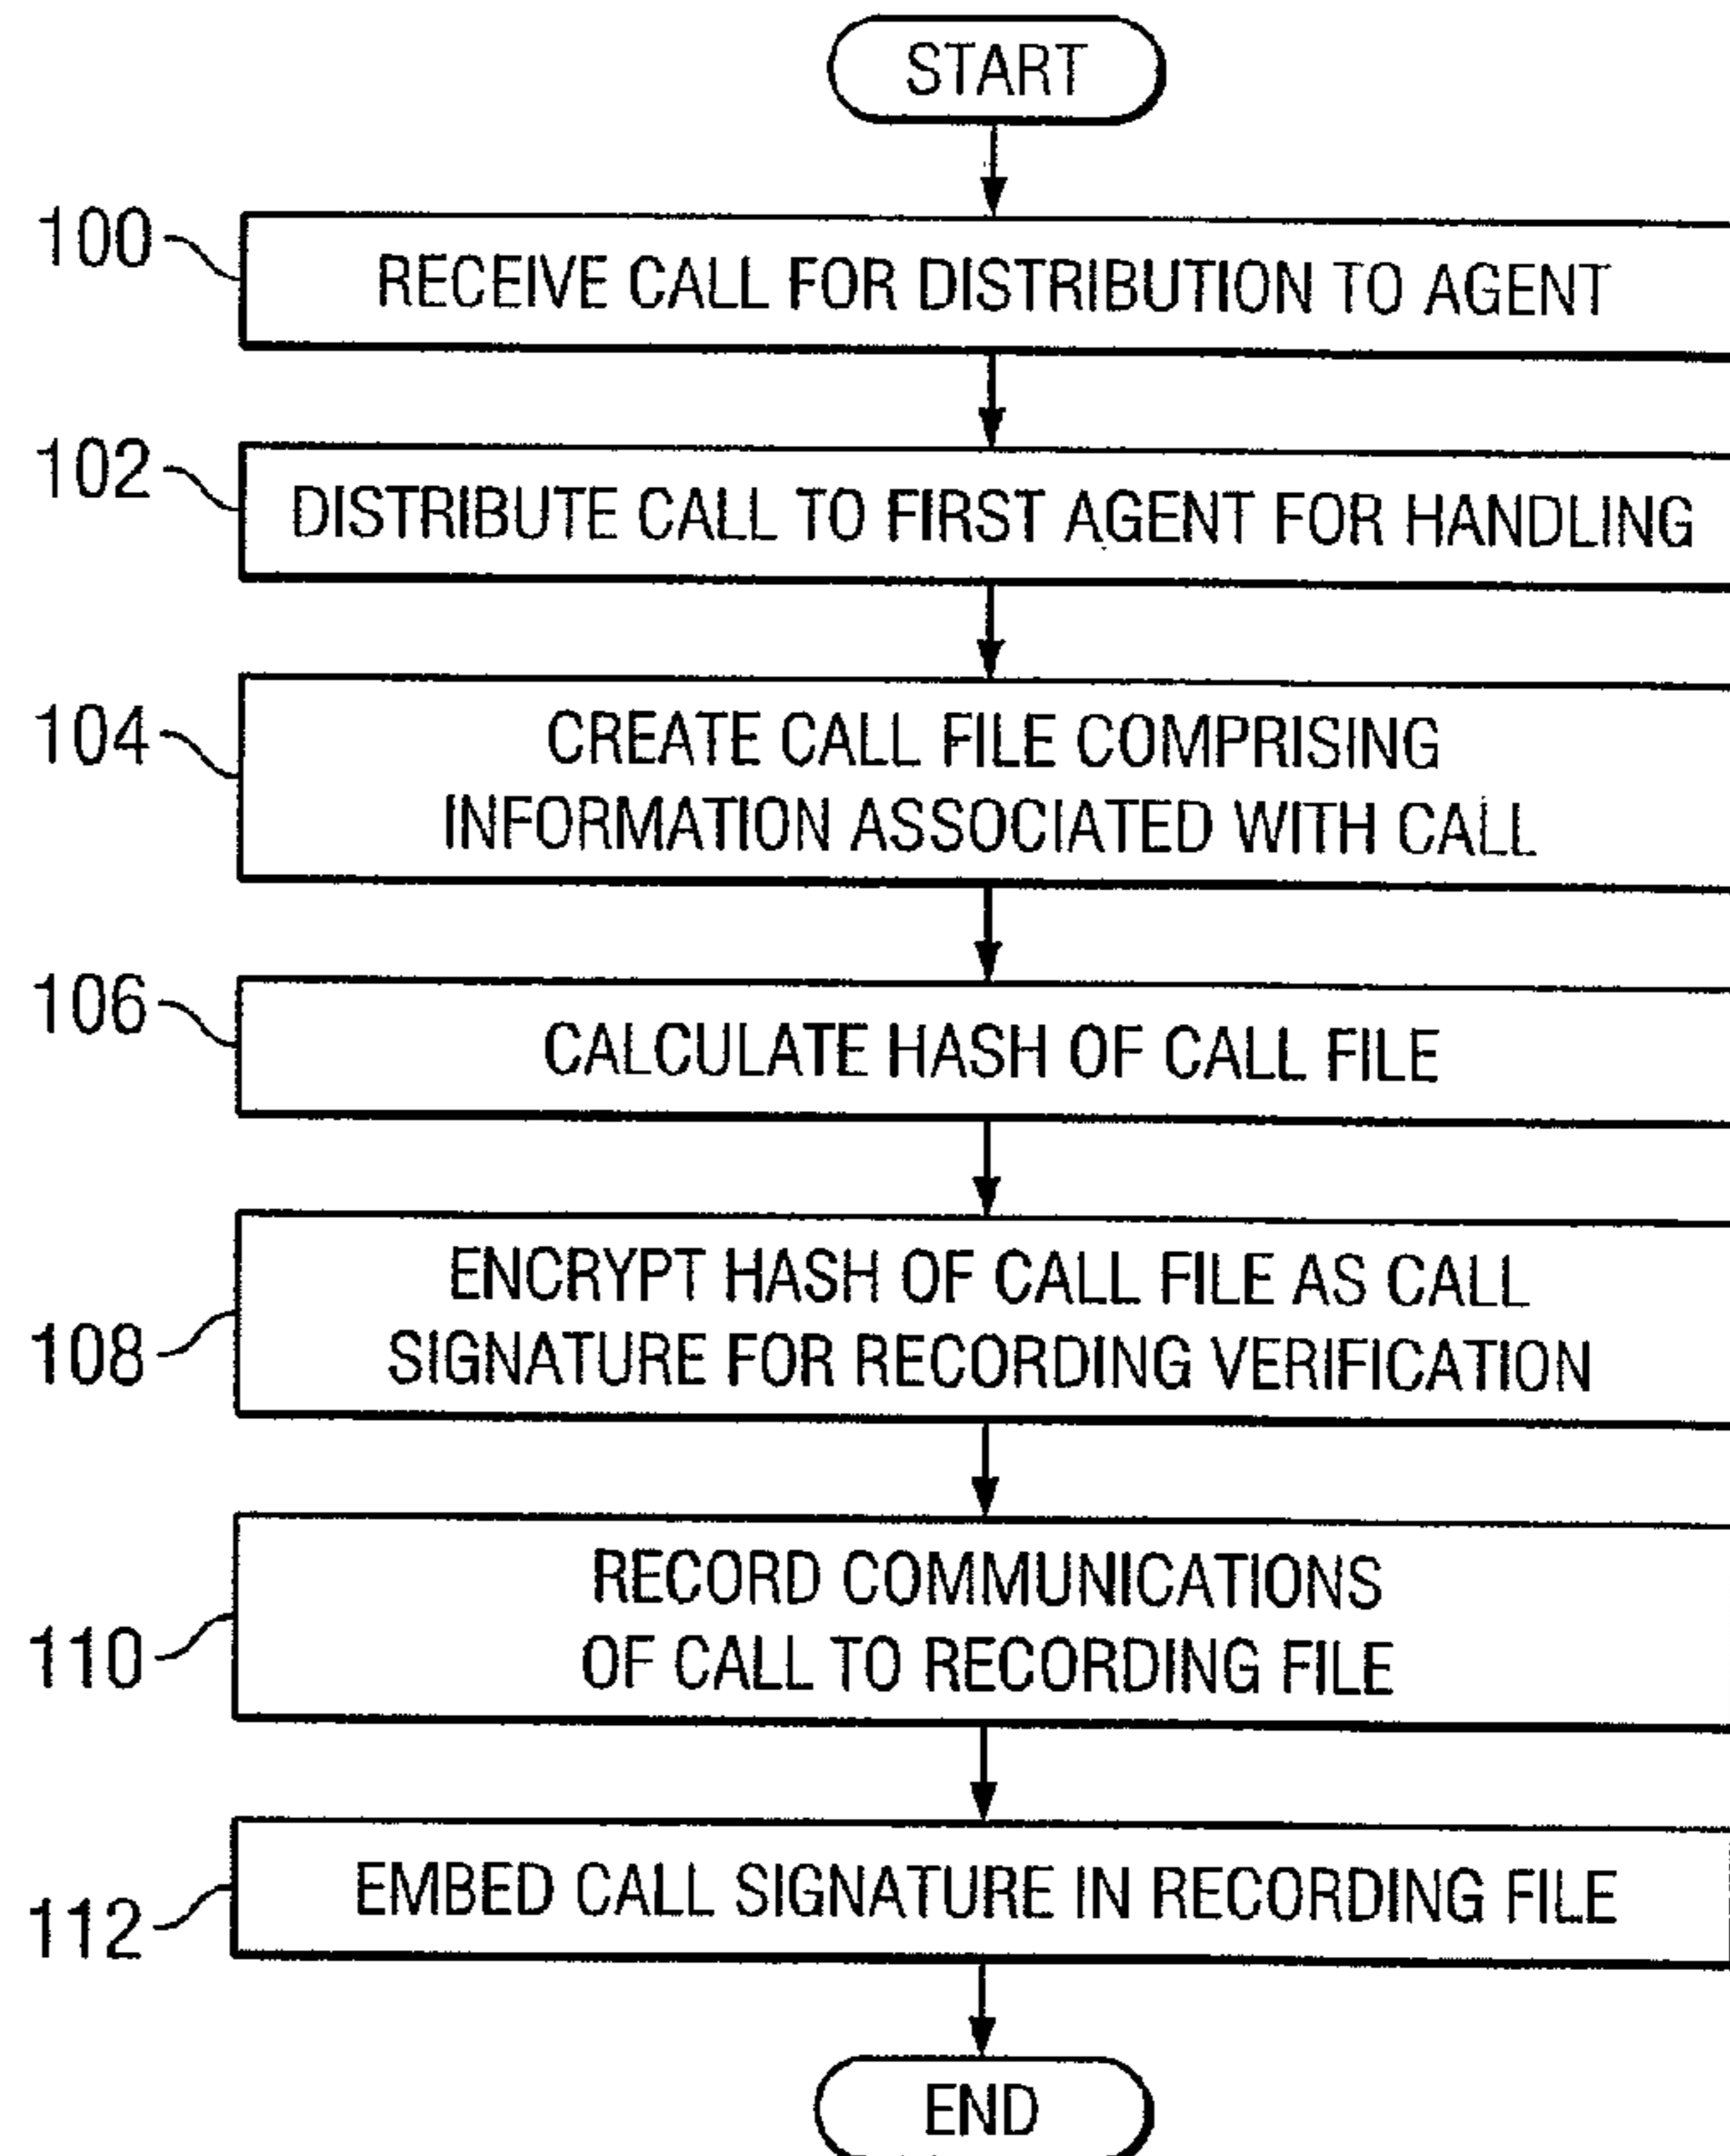 START
100
RECEIVE CALL FOR DISTRIBUTION TO AGENT
102
DISTRIBUTE CALL TO FIRST AGENT FOR HANDLING
104
CREATE CALL FILE COMPRISING
INFORMATION ASSOCIATED WITH CALL
106
CALCULATE HASH OF CALL FILE
108
ENCRYPT HASH OF CALL FILE AS CALL
SIGNATURE FOR RECORDING VERIFICATION
110
RECORD COMMUNICATIONS
OF CALL TO RECORDING FILE
112
EMBED CALL SIGNATURE IN RECORDING FILE
END